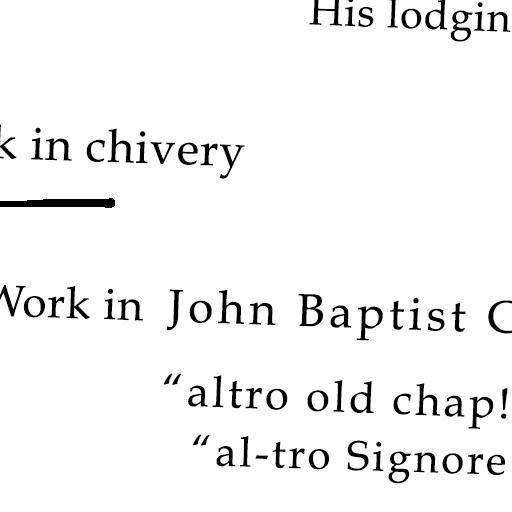 His lodgin
k in chivery
Work in John Baptist C
“altro old chap!
“al-tro Signore